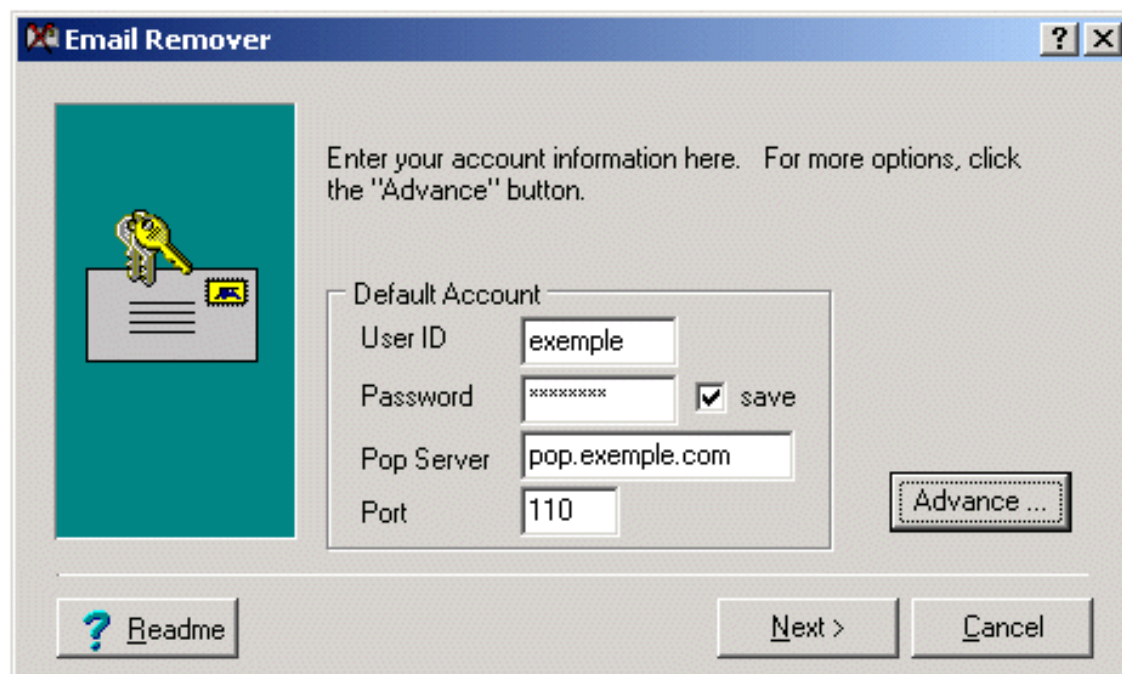 Email Remover
Enter your account information here. For more options, click
the "Advance" button.
Default Account
User ID exemple
Password ******** save
Pop Server pop.exemple.com
Port 110
Advance ...
? Readme Next > Cancel